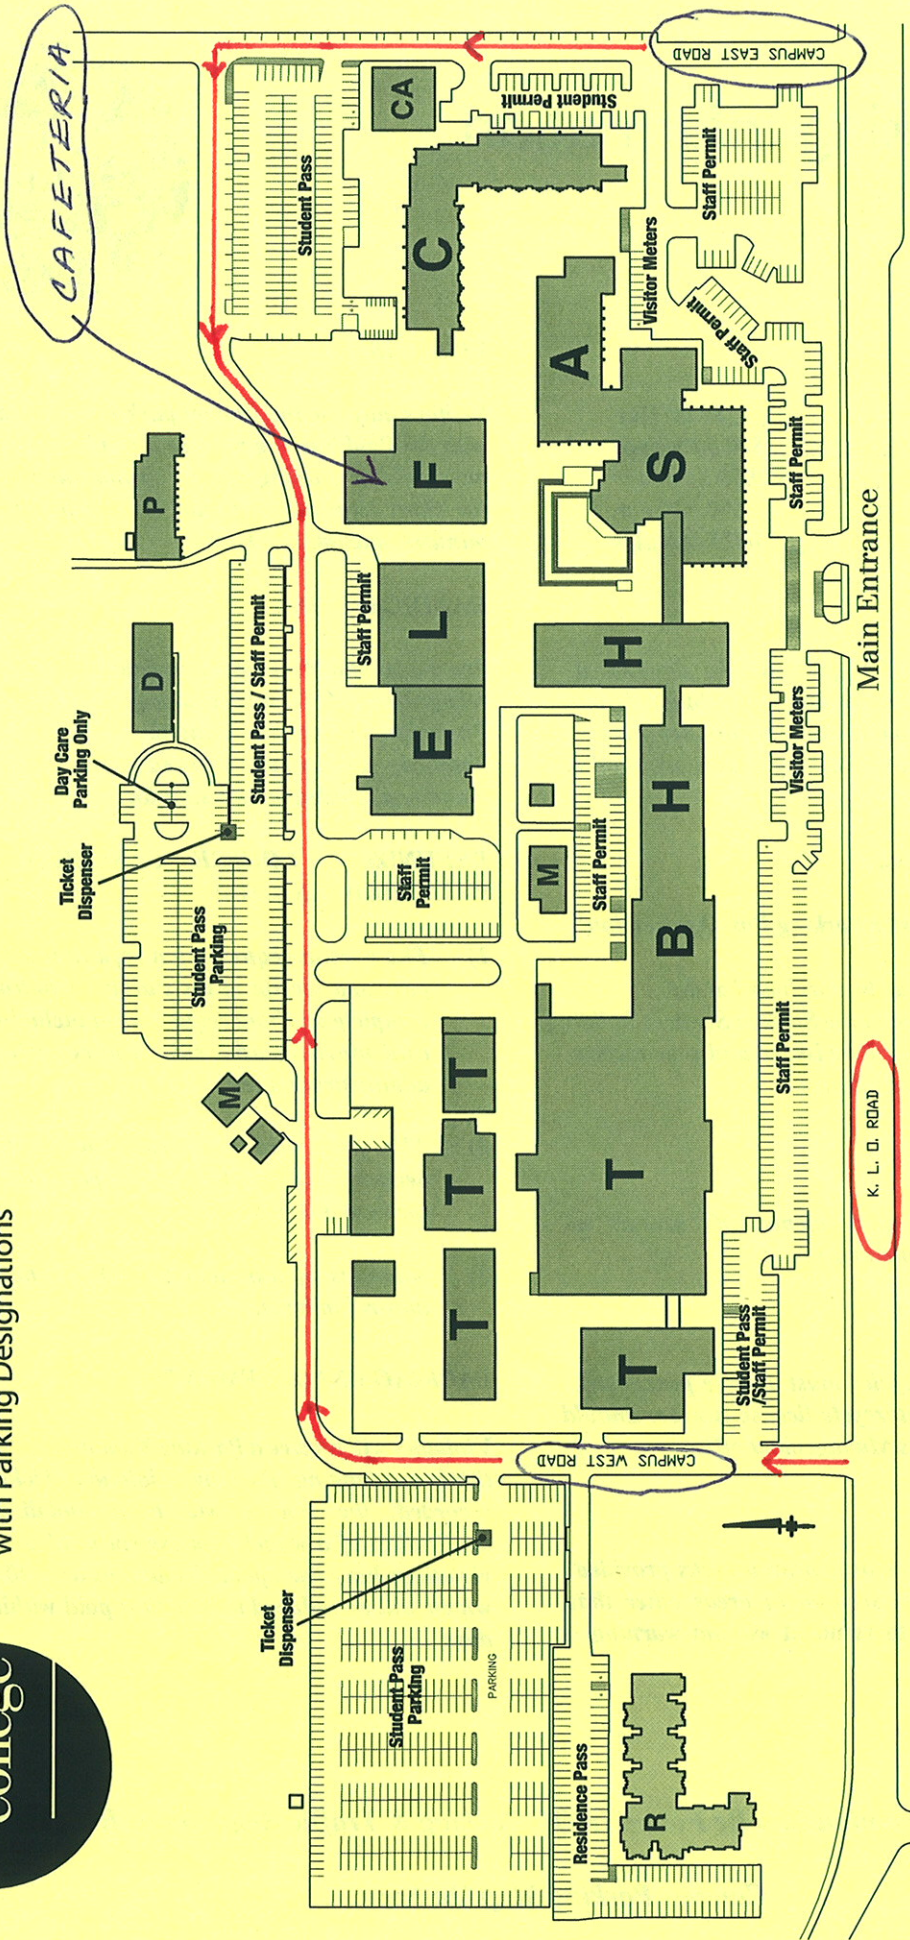 college
with Parking Designations
CAFETERIA
CAMPUS EAST ROAD
P
D
Day Care
Parking Only
Ticket
Dispenser
Student Pass
Parking
Student Pass / Staff Permit
Student Pass
CA
Student Permit
C
Staff Permit
Visitor Meters
Staff Permit
A
S
Staff Permit
F
L
Staff Permit
E
Staff
Permit
H
H
B
M
Staff Permit
M
T
T
T
T
T
Main Entrance
Visitor Meters
Staff Permit
K. L. O. ROAD
Student Pass
/Staff Permit
CAMPUS WEST ROAD
Ticket
Dispenser
Student Pass
Parking
PARKING
Residence Pass
R